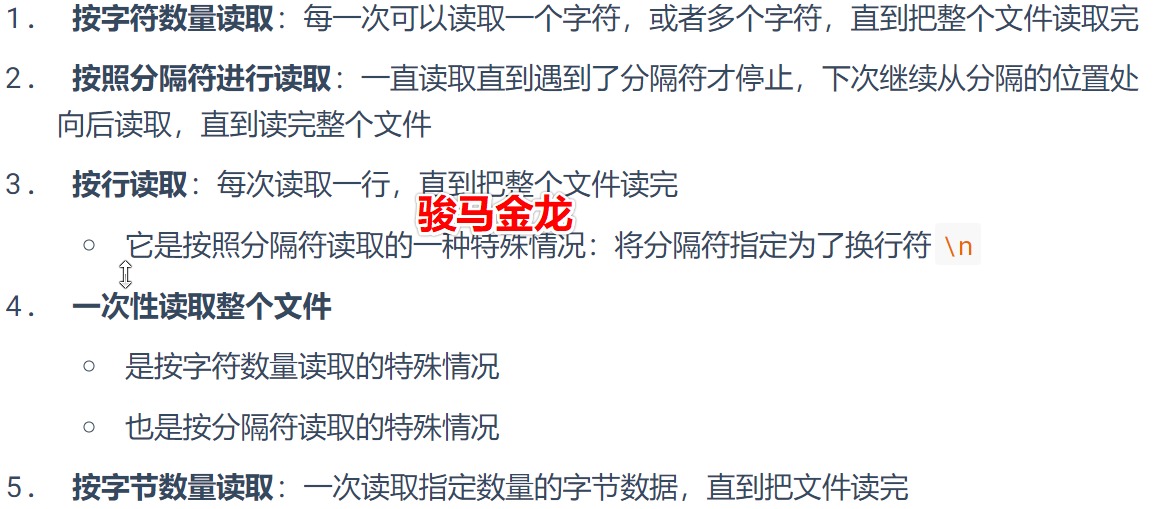 1. 按字符数量读取：每一次可以读取一个字符，或者多个字符，直到把整个文件读取完
2. 按照分隔符进行读取：一直读取直到遇到了分隔符才停止，下次继续从分隔的位置处
向后读取，直到读完整个文件
3. 按行读取：每次读取一行，直到把整个文件读完
骏马金龙
○ 它是按照分隔符读取的一种特殊情况：将分隔符指定为了换行符 \n
4. 一次性读取整个文件
○ 是按字符数量读取的特殊情况
○ 也是按分隔符读取的特殊情况
5. 按字节数量读取：一次读取指定数量的字节数据，直到把文件读完